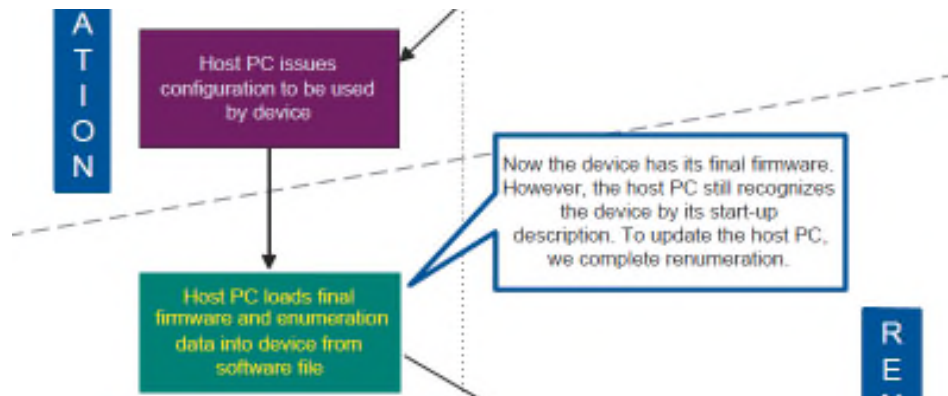 A
T
I
O
N
Host PC issues
configuration to be used
by device
Now the device has its final firmware.
However, the host PC still recognizes
the device by its start-up
description. To update the host PC,
we complete renumeration.
Host PC loads final
firmware and enumeration
data into device from
software file
R
E